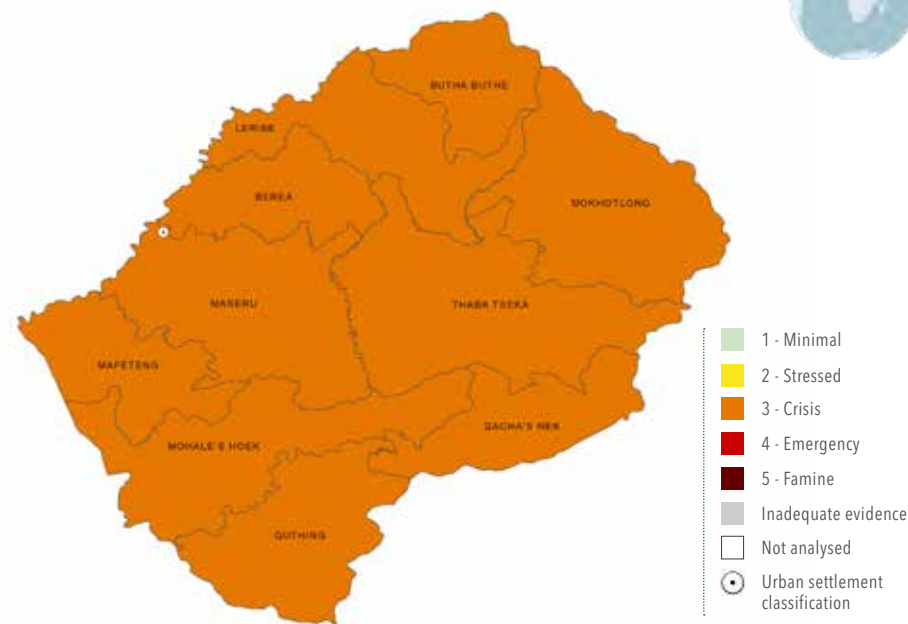 BUTHA BUTHE
LERIBE
BEREA
MOKHOTLONG
MASERU
THABA TSEKA
MAFETENG
QACHA'S NEK
MOHALE'S HOEK
QUTHING
1 - Minimal
2 - Stressed
3 - Crisis
4 - Emergency
5 - Famine
Inadequate evidence
Not analysed
Urban settlement
classification